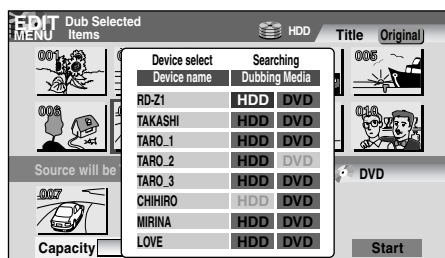 EDIT MENU Dub Selected Items HDD Title Original
001 005
Device select Searching
Device name Dubbing Media
RD-Z1 HDD DVD
TAKASHI HDD DVD
TARO_1 HDD DVD
TARO_2 HDD DVD
TARO_3 HDD DVD
CHIHIRO HDD DVD
MIRINA HDD DVD
LOVE HDD DVD
006 010
Source will be DVD
007
Capacity Start